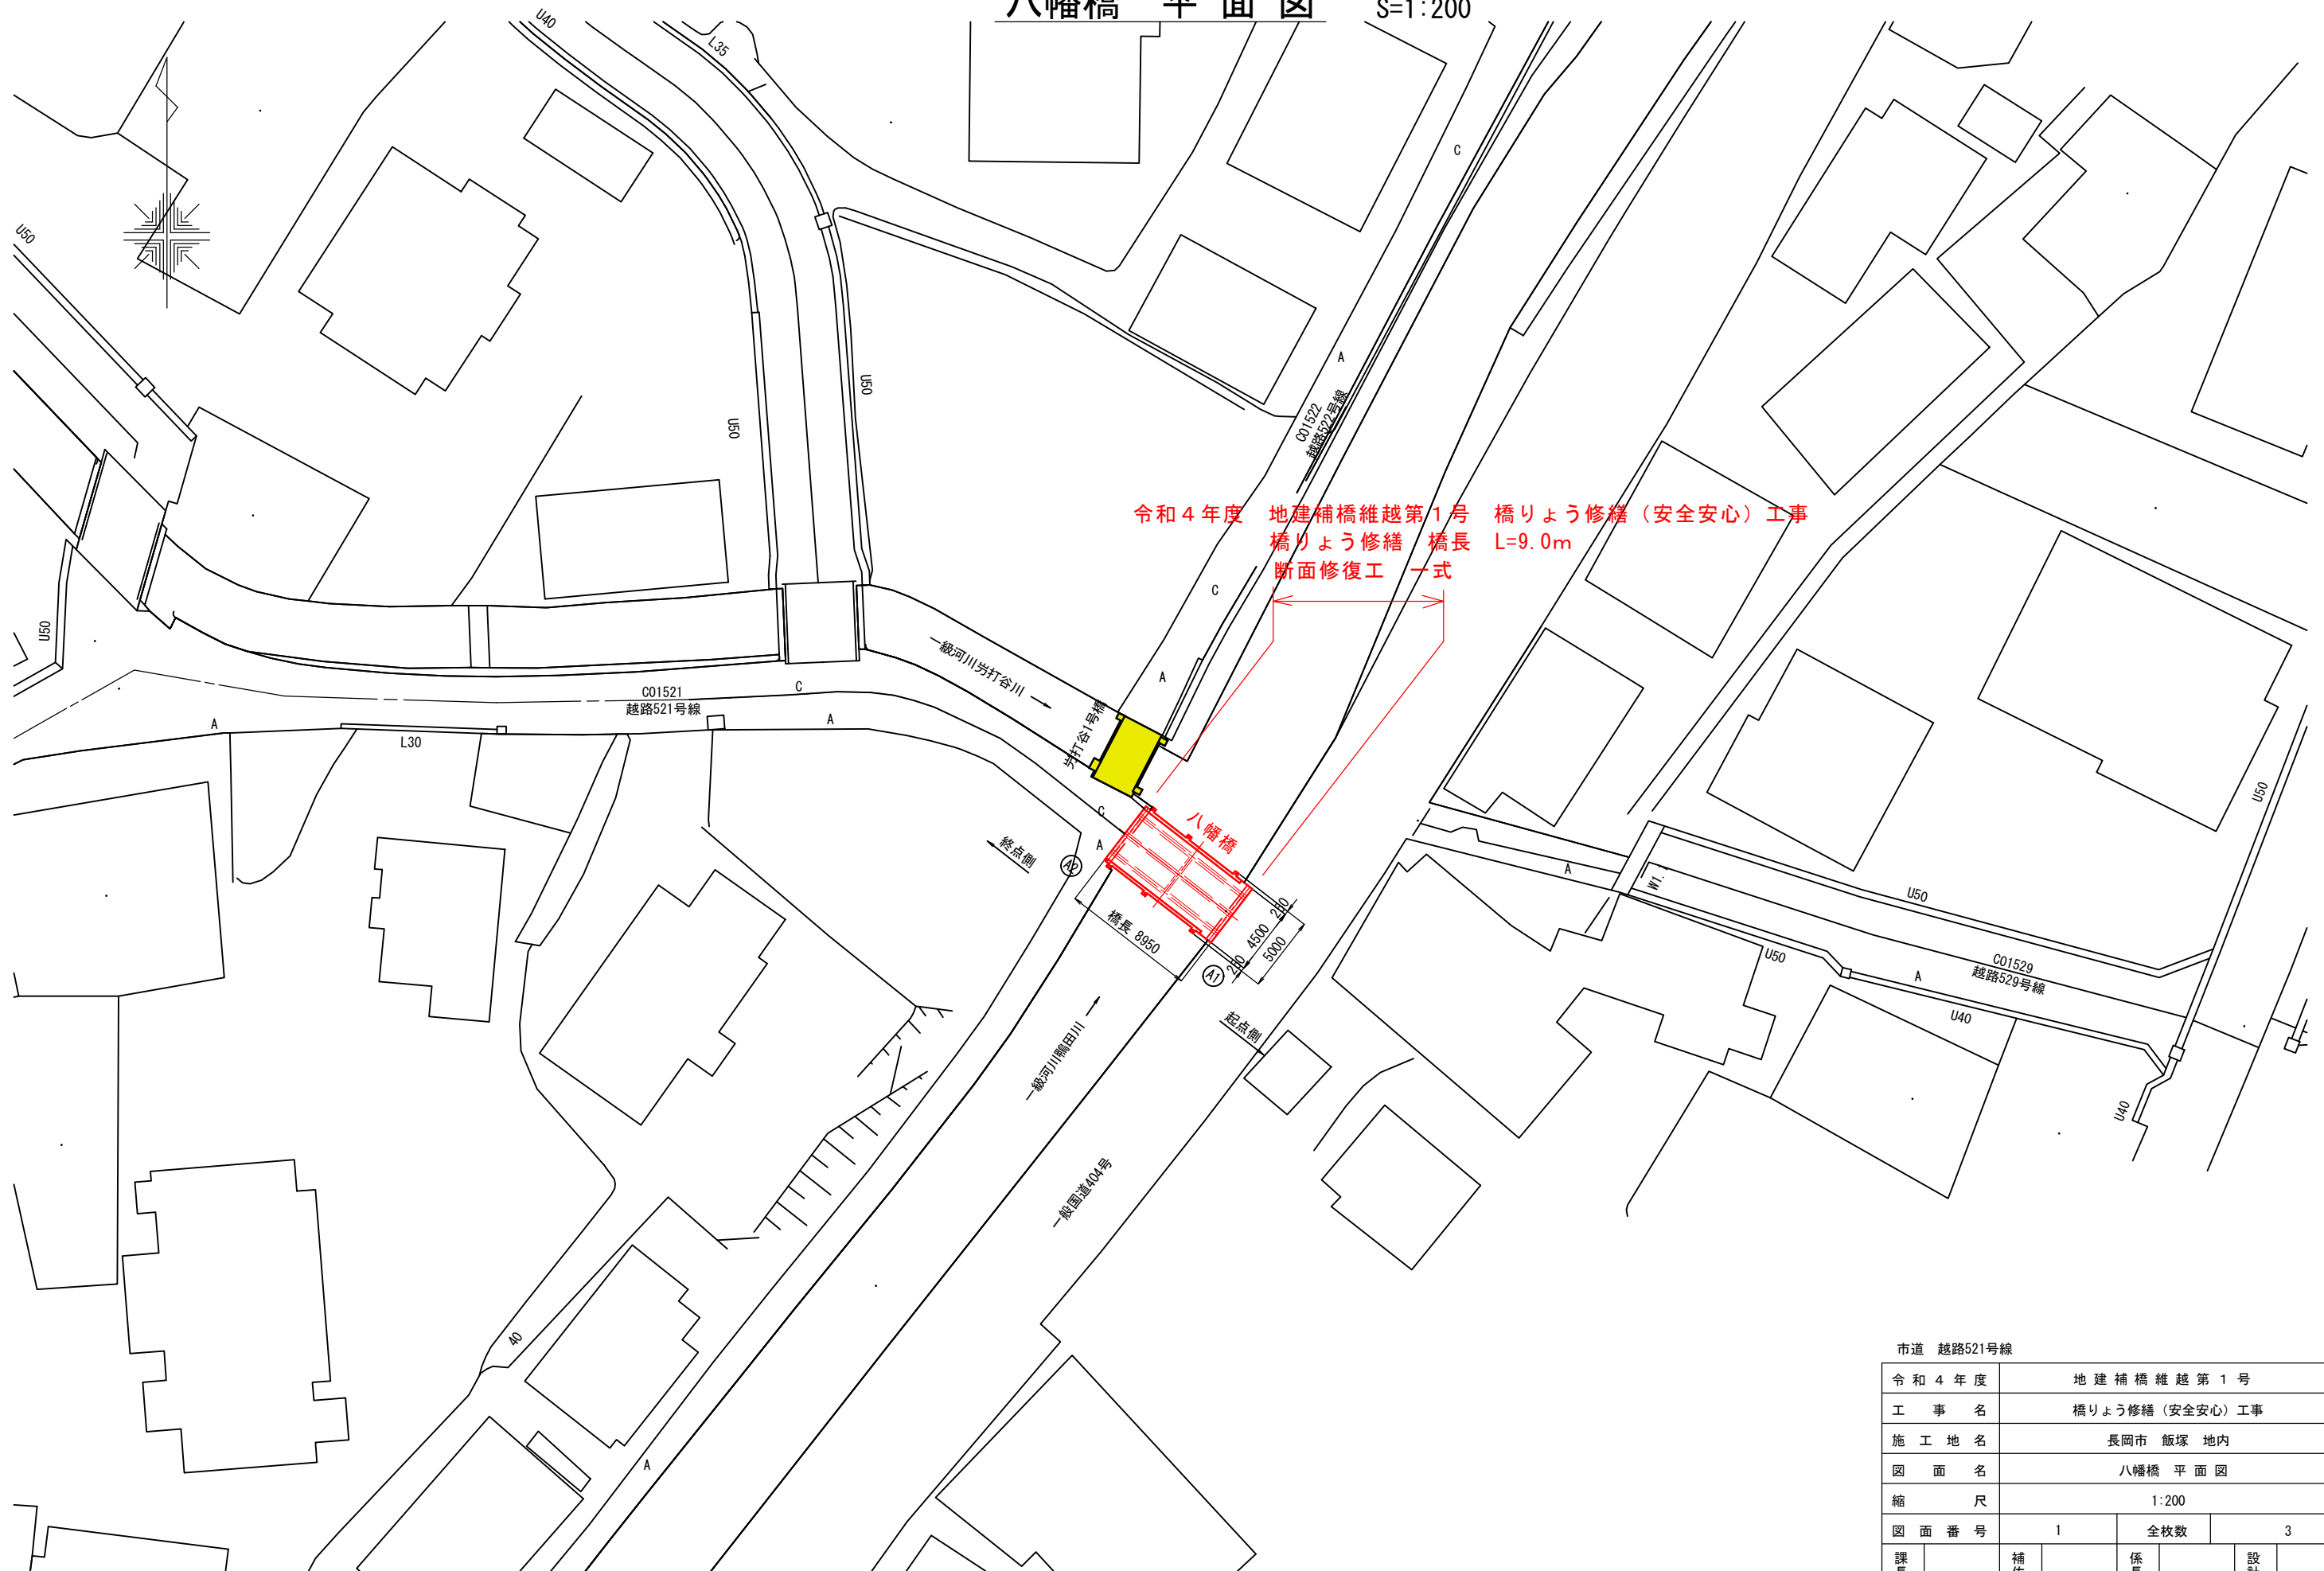 八幡橋 平面図 S=1:200
U40
L35
C
U50
A
U50
U50
C01522
越路522号線
令和４年度 地建補橋維越第１号 橋りょう修繕（安全安心）工事
橋りょう修繕 橋長 L=9.0m
断面修復工 一式
C
U50
一級河川労打谷川
A
C01521
越路521号線
C
A
A
L30
労打谷1号橋
C
A
八幡橋
終点側
A2
橋長 8950
250
4500
5000
250
A1
起点側
一級河川鴨田川
一般国道404号
A
W1.
U50
U50
U50
C01529
越路529号線
A
U40
U40
40
A
市道 越路521号線
令和４年度 地建補橋維越第１号
工事名 橋りょう修繕（安全安心）工事
施工地名 長岡市 飯塚 地内
図面名 八幡橋 平面図
縮尺 1:200
図面番号 1 全枚数 3
課 補 係 設